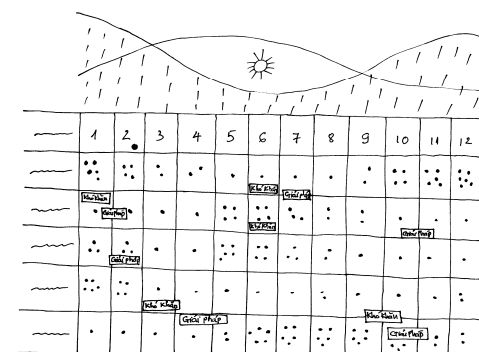 1 2 3 4 5 6 7 8 9 10 11 12
Khó Khăn Giải pháp
Khó Khăn Giải pháp Khó Khăn Giải pháp
Giải pháp
Khó Khăn Giải pháp Khó Khăn Giải pháp